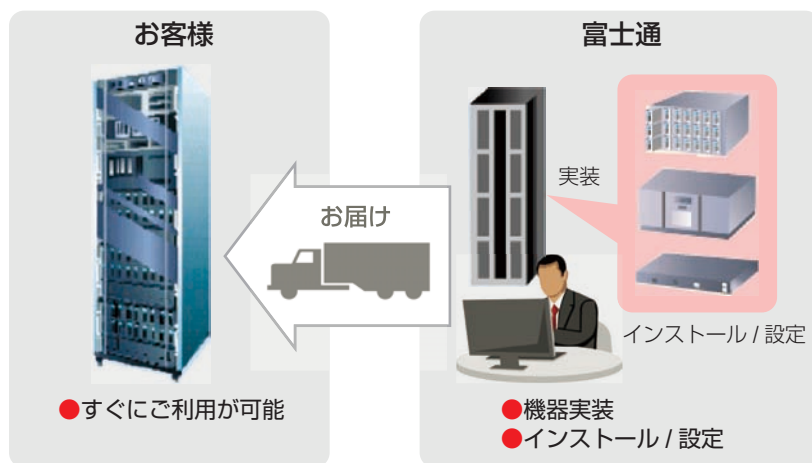 お客様
富士通
実装
お届け
インストール / 設定
●すぐにご利用が可能
●機器実装
●インストール / 設定